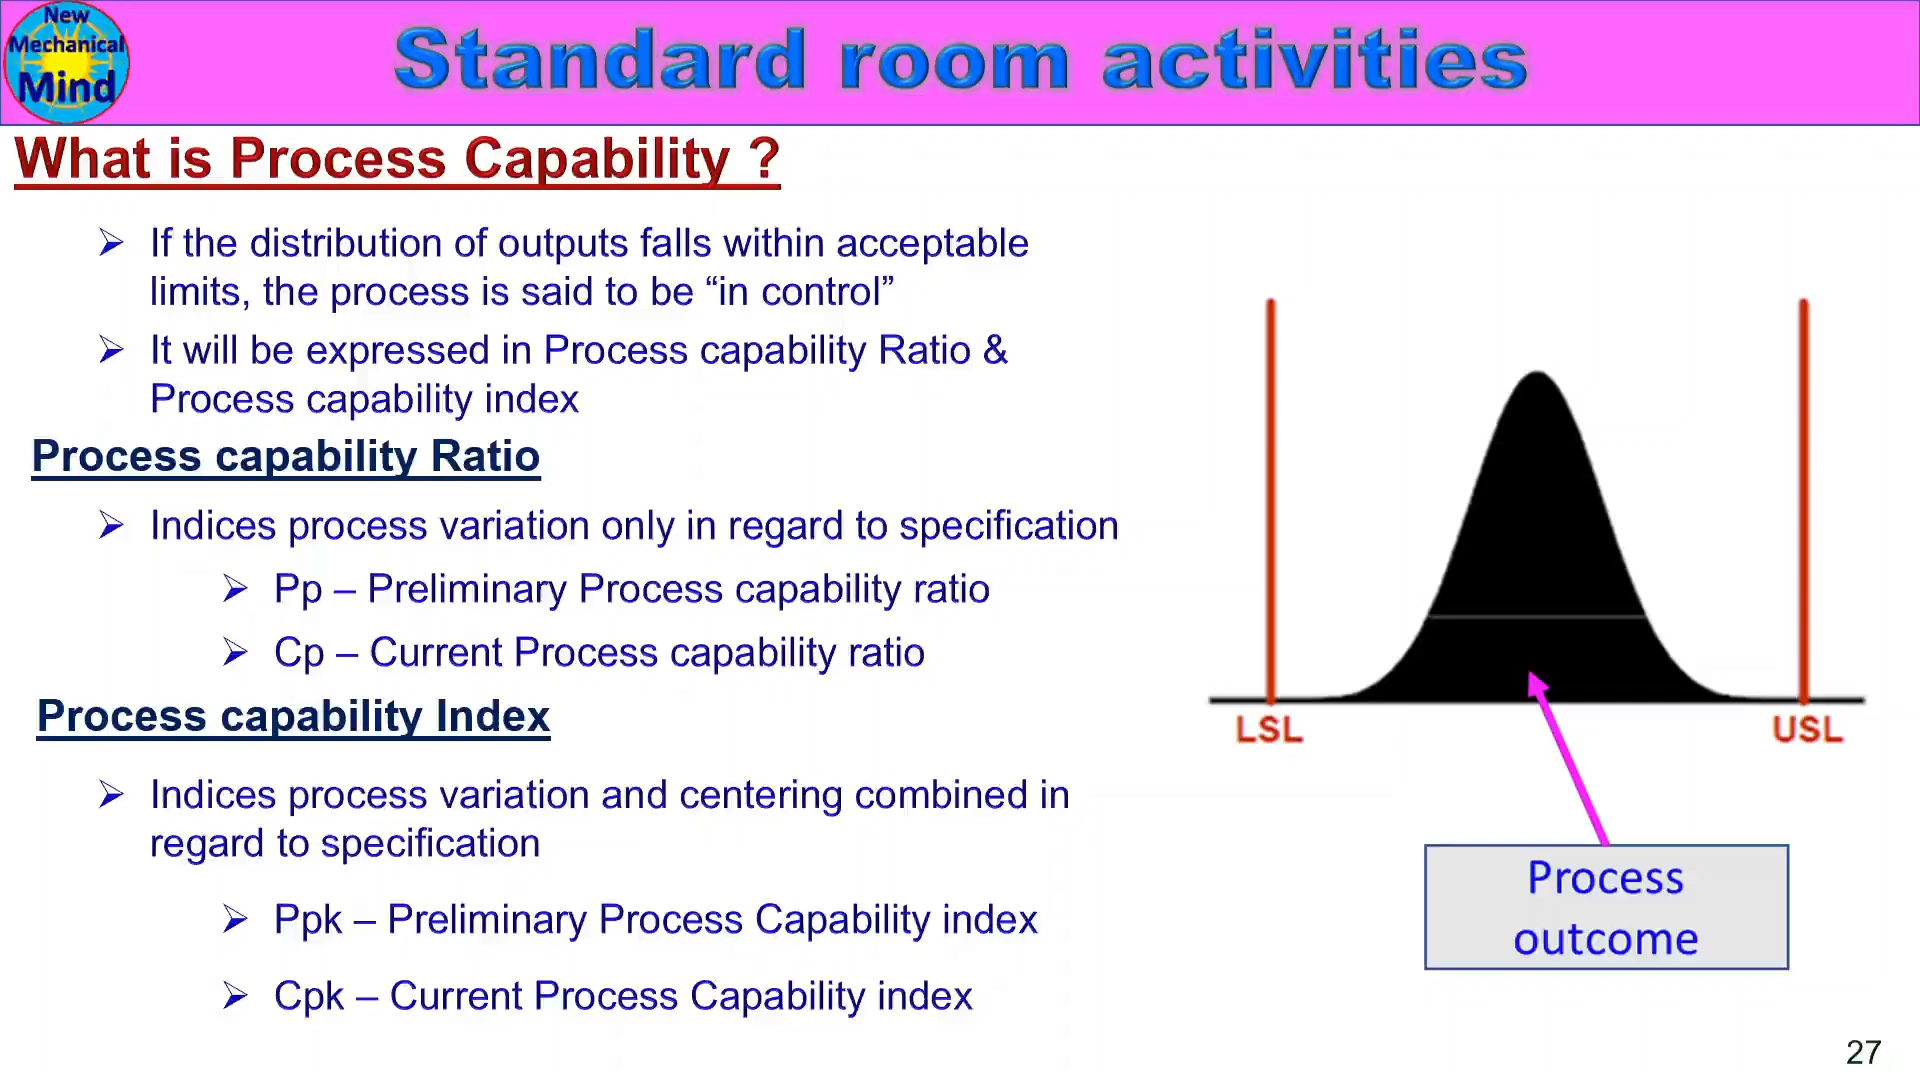 New
Mechanical
Mind
Standard room activities
What is Process Capability ?
➢ If the distribution of outputs falls within acceptable
limits, the process is said to be “in control”
➢ It will be expressed in Process capability Ratio &
Process capability index
Process capability Ratio
➢ Indices process variation only in regard to specification
➢ Pp – Preliminary Process capability ratio
➢ Cp – Current Process capability ratio
Process capability Index
➢ Indices process variation and centering combined in
regard to specification
➢ Ppk – Preliminary Process Capability index
➢ Cpk – Current Process Capability index
LSL
USL
Process
outcome
27